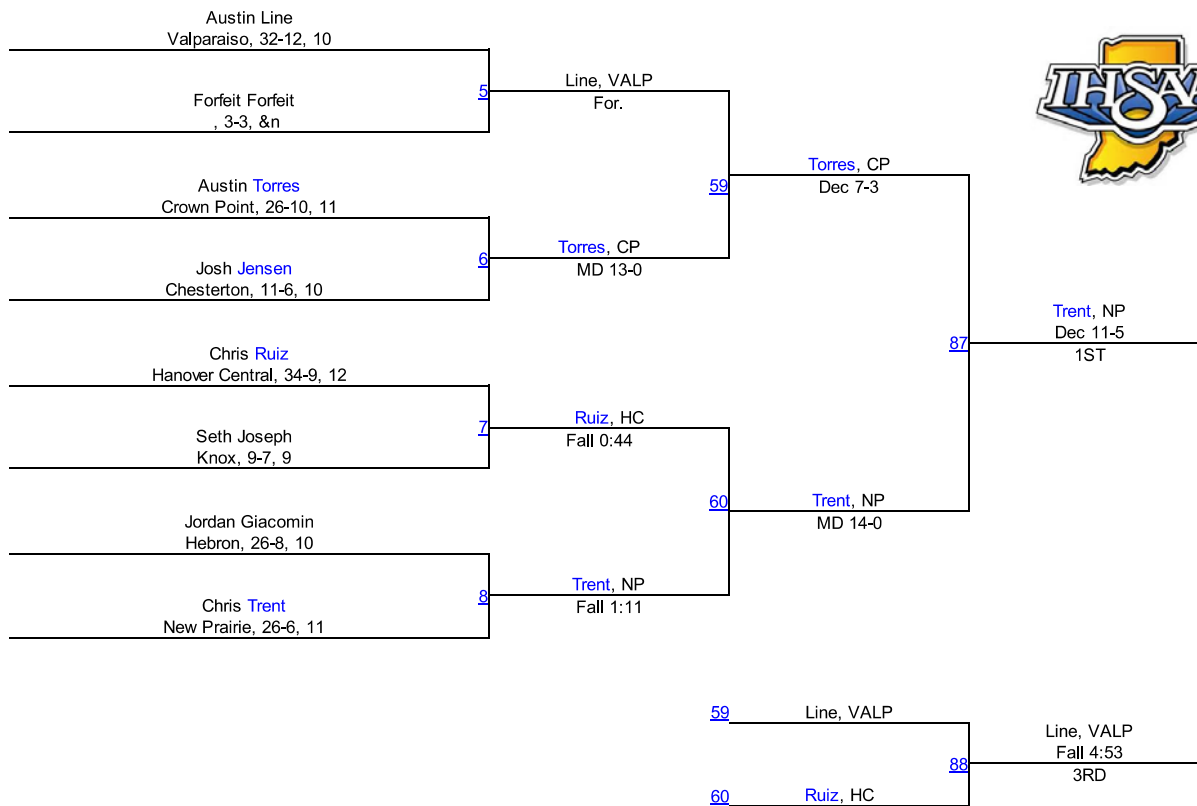 Austin Line
Valparaiso, 32-12, 10
Forfeit Forfeit
, 3-3, &n
5
Line, VALP
For.
Austin Torres
Crown Point, 26-10, 11
Josh Jensen
Chesterton, 11-6, 10
6
Torres, CP
MD 13-0
59
Torres, CP
Dec 7-3
Chris Ruiz
Hanover Central, 34-9, 12
Seth Joseph
Knox, 9-7, 9
7
Ruiz, HC
Fall 0:44
Jordan Giacomin
Hebron, 26-8, 10
Chris Trent
New Prairie, 26-6, 11
8
Trent, NP
Fall 1:11
60
Trent, NP
MD 14-0
87
Trent, NP
Dec 11-5
1ST
IHSAA
59
Line, VALP
60
Ruiz, HC
88
Line, VALP
Fall 4:53
3RD